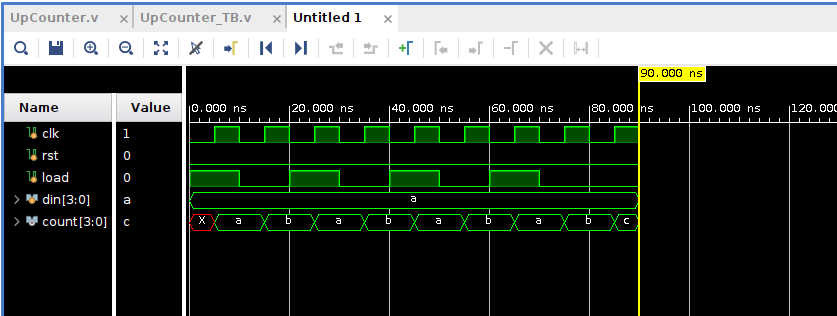 UpCounter.v × UpCounter_TB.v × Untitled 1 ×
90.000 ns
Name Value 0.000 ns 20.000 ns 40.000 ns 60.000 ns 80.000 ns 100.000 ns 120.000
clk 1
rst 0
load 0
din[3:0] a a
count[3:0] c X a b a b a b a b c